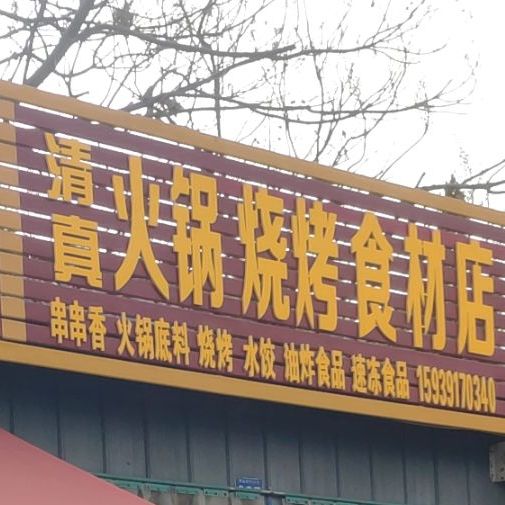 清真火锅烧烤食材店
串串香 火锅底料 烧烤 水饺 油炸食品 速冻食品 15939170340